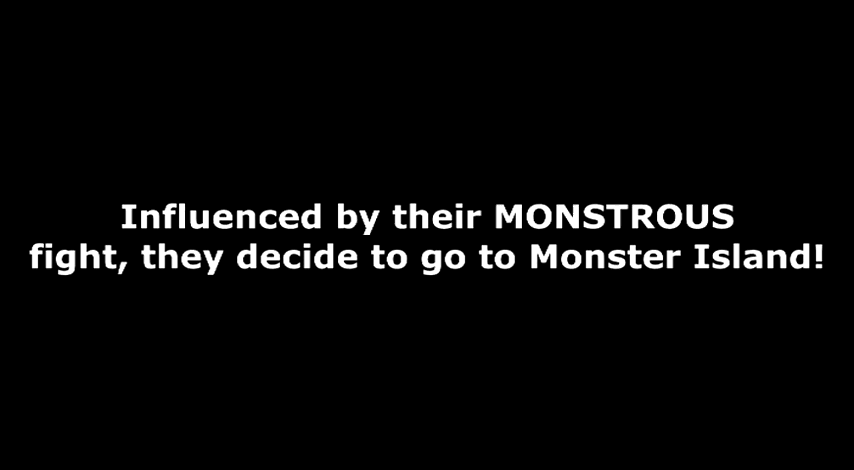 Influenced by their MONSTROUS
fight, they decide to go to Monster Island!